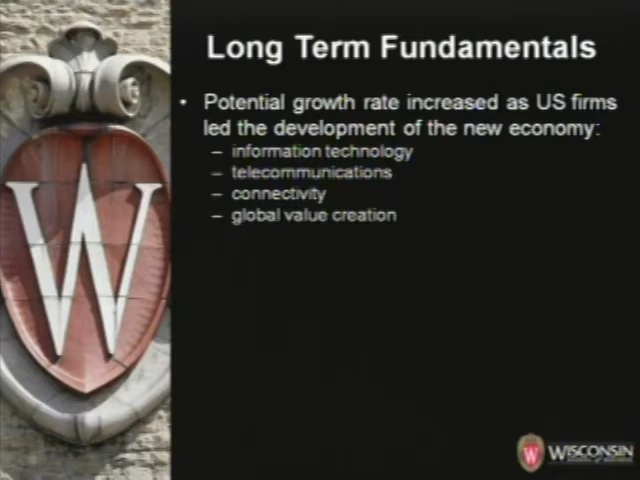 Long Term Fundamentals
• Potential growth rate increased as US firms
led the development of the new economy:
– information technology
– telecommunications
– connectivity
– global value creation
W
W
WISCONSIN